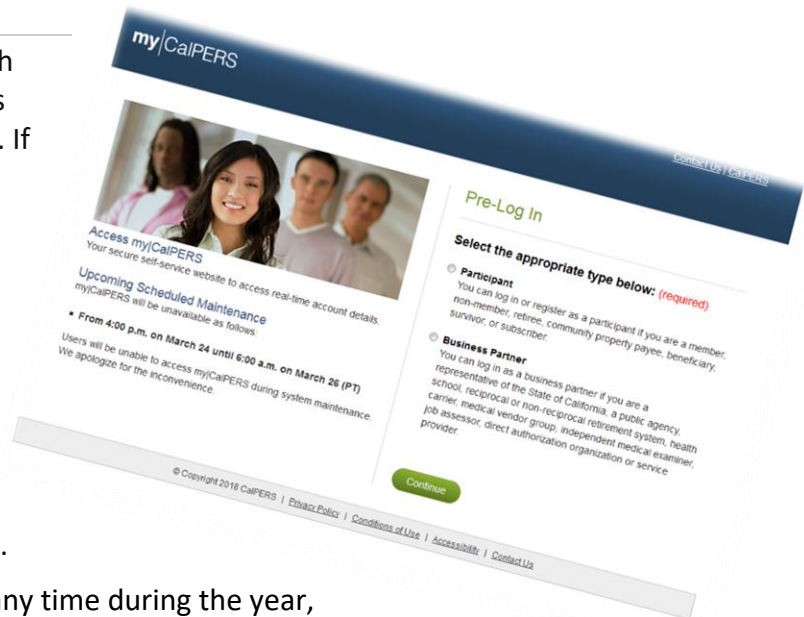 h
s
. If
my|CalPERS
Contact Us | CalPERS
Access my|CalPERS
Your secure self-service website to access real-time account details.
Upcoming Scheduled Maintenance
my|CalPERS will be unavailable as follows:
• From 4:00 p.m. on March 24 until 6:00 a.m. on March 26 (PT)
Users will be unable to access my|CalPERS during system maintenance.
We apologize for the inconvenience.
Pre-Log In
Select the appropriate type below: (required)
Participant
You can log in or register as a participant if you are a member,
non-member, retiree, community property payee, beneficiary,
survivor, or subscriber.
Business Partner
You can log in as a business partner if you are a
representative of the State of California, a public agency,
school, reciprocal or non-reciprocal retirement system, health
carrier, medical vendor group, independent medical examiner,
job assessor, direct authorization organization or service
provider.
Continue
© Copyright 2018 CalPERS | Privacy Policy | Conditions of Use | Accessibility | Contact Us
.
any time during the year,